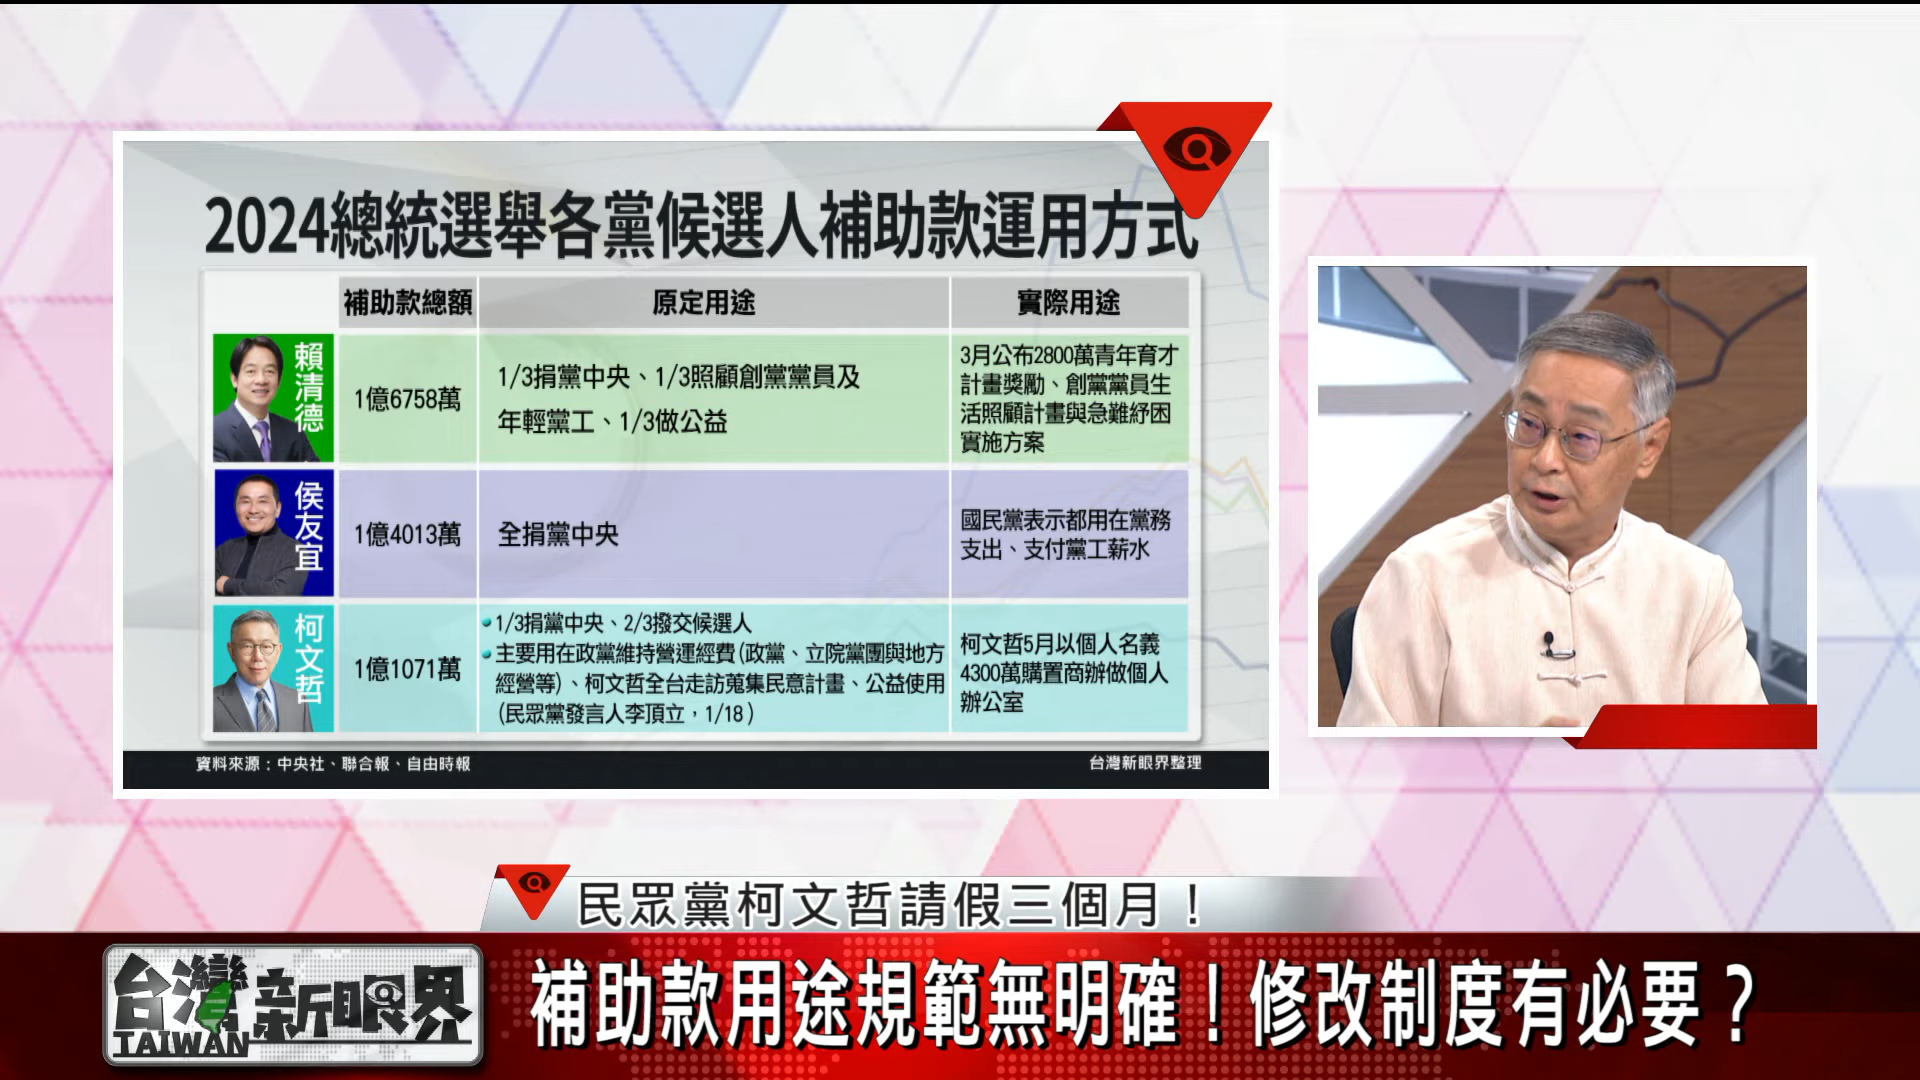 2024總統選舉各黨候選人補助款運用方式
補助款總額 原定用途 實際用途
賴清德
1億6758萬
1/3捐黨中央、1/3照顧創黨黨員及
年輕黨工、1/3做公益
3月公布2800萬青年育才
計畫獎勵、創黨黨員生
活照顧計畫與急難紓困
實施方案
侯友宜
1億4013萬
全捐黨中央
國民黨表示都用在黨務
支出、支付黨工薪水
柯文哲
1億1071萬
1/3捐黨中央、2/3撥交候選人
主要用在政黨維持營運經費(政黨、立院黨團與地方
經營等)、柯文哲全台走訪蒐集民意計畫、公益使用
(民眾黨發言人李頂立，1/18)
柯文哲5月以個人名義
4300萬購置商辦做個人
辦公室
資料來源：中央社、聯合報、自由時報
台灣新眼界整理
民眾黨柯文哲請假三個月！
台灣新眼界
TAIWAN
補助款用途規範無明確！修改制度有必要？